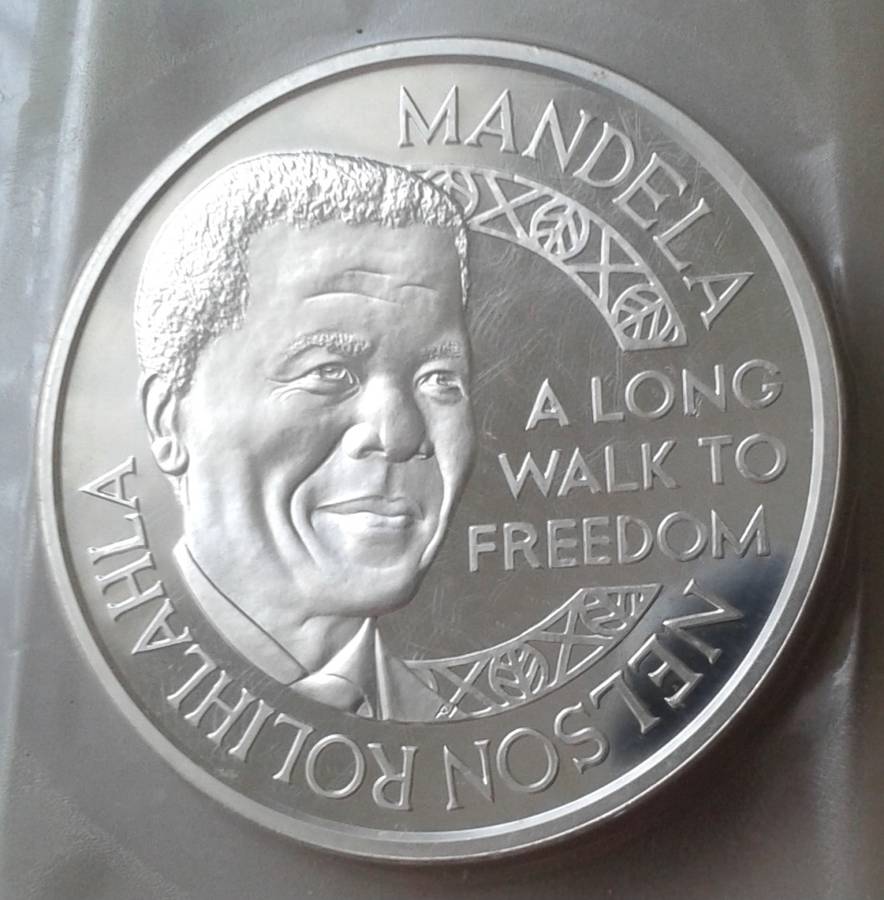 NELSON ROLIHLAHLA
MANDELA
A LONG
WALK TO
FREEDOM